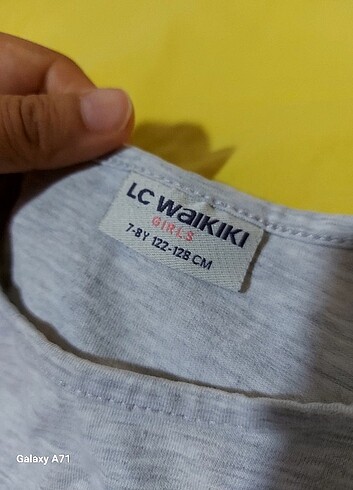 LC WAIKIKI
GIRLS
7-8Y 122-128 CM
Galaxy A71